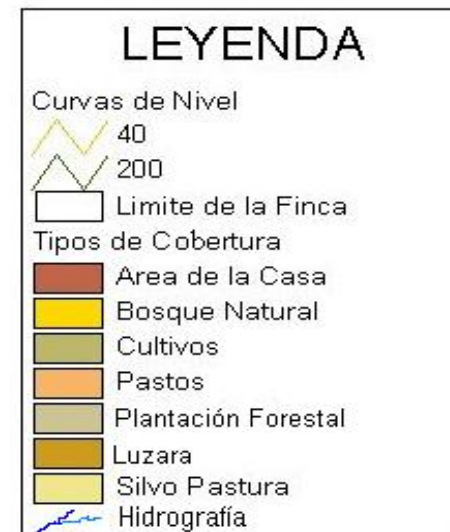 LEYENDA
Curvas de Nivel
40
200
Limite de la Finca
Tipos de Cobertura
Area de la Casa
Bosque Natural
Cultivos
Pastos
Plantación Forestal
Luzara
Silvo Pastura
Hidrografía